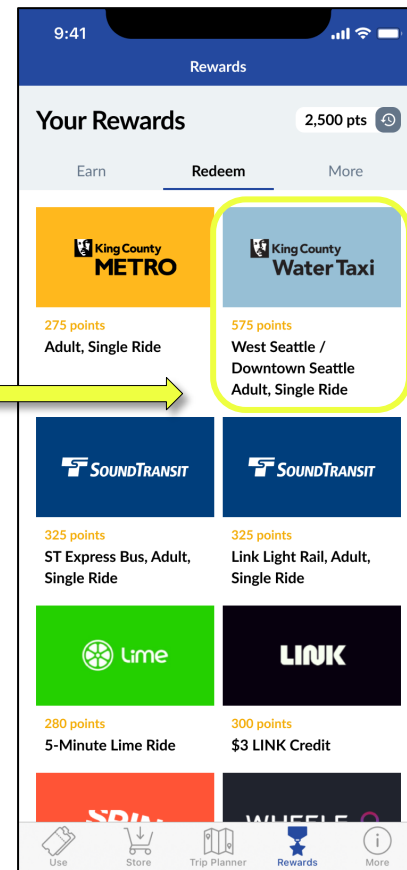 9:41
Rewards
Your Rewards
2,500 pts
Earn
Redeem
More
King County
METRO
275 points
Adult, Single Ride
King County
Water Taxi
575 points
West Seattle /
Downtown Seattle
Adult, Single Ride
SOUNDTRANSIT
325 points
ST Express Bus, Adult,
Single Ride
SOUNDTRANSIT
325 points
Link Light Rail, Adult,
Single Ride
Lime
280 points
5-Minute Lime Ride
LINK
300 points
$3 LINK Credit
SPIN
WHEELS
Use
Store
Trip Planner
Rewards
More